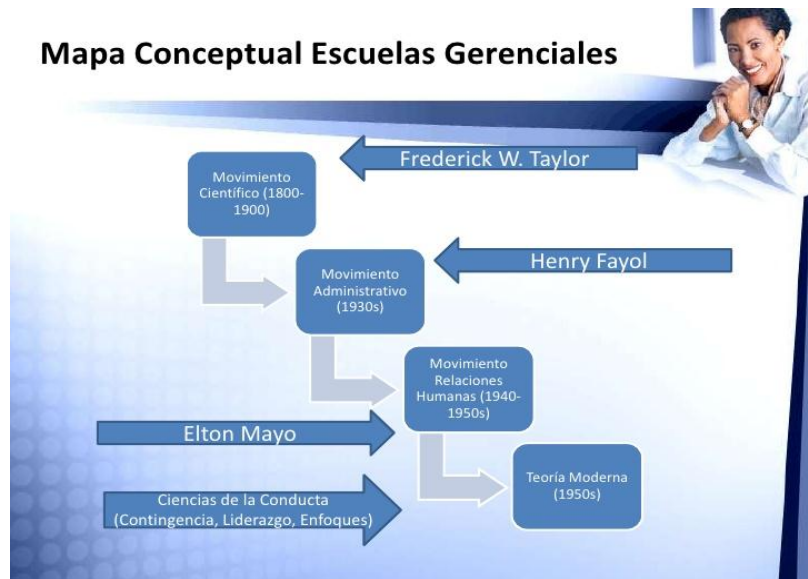 Mapa Conceptual Escuelas Gerenciales
Frederick W. Taylor
Movimiento
Científico (1800-
1900)
Henry Fayol
Movimiento
Administrativo
(1930s)
Movimiento
Relaciones
Humanas (1940-
1950s)
Elton Mayo
Teoría Moderna
(1950s)
Ciencias de la Conducta
(Contingencia, Liderazgo, Enfoques)